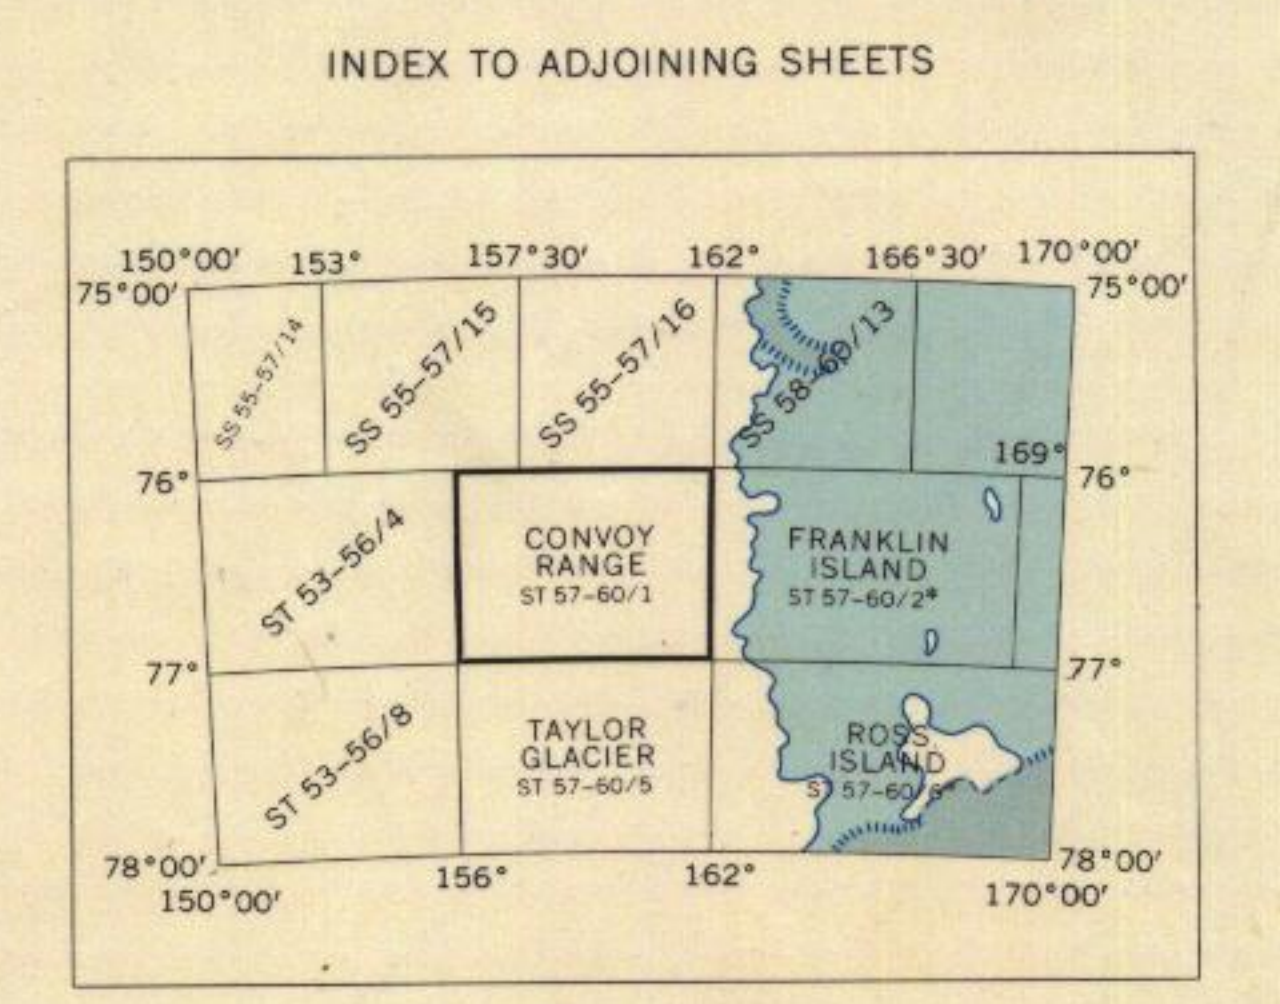 INDEX TO ADJOINING SHEETS
150°00′ 153° 157°30′ 162° 166°30′ 170°00′
75°00′ 75°00′
SS 55–57/14
SS 55–57/15
SS 55–57/16
SS 58–60/13
169°
76° 76°
ST 53–56/4
CONVOY
RANGE
ST 57–60/1
FRANKLIN
ISLAND
ST 57–60/2*
77° 77°
ST 53–56/8
TAYLOR
GLACIER
ST 57–60/5
ROSS
ISLAND
ST 57–60/6*
78°00′ 78°00′
150°00′ 156° 162° 170°00′